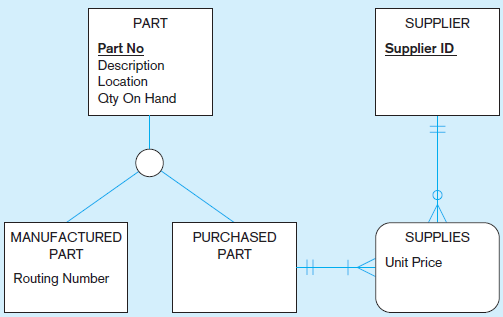 PART
Part No
Description
Location
Qty On Hand
SUPPLIER
Supplier ID
MANUFACTURED
PART
Routing Number
PURCHASED
PART
SUPPLIES
Unit Price